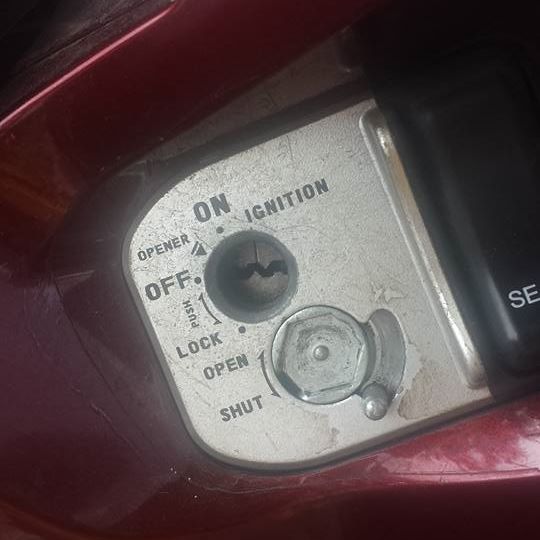 ON IGNITION
OPENER
OFF
PUSH
LOCK
OPEN
SHUT
SE